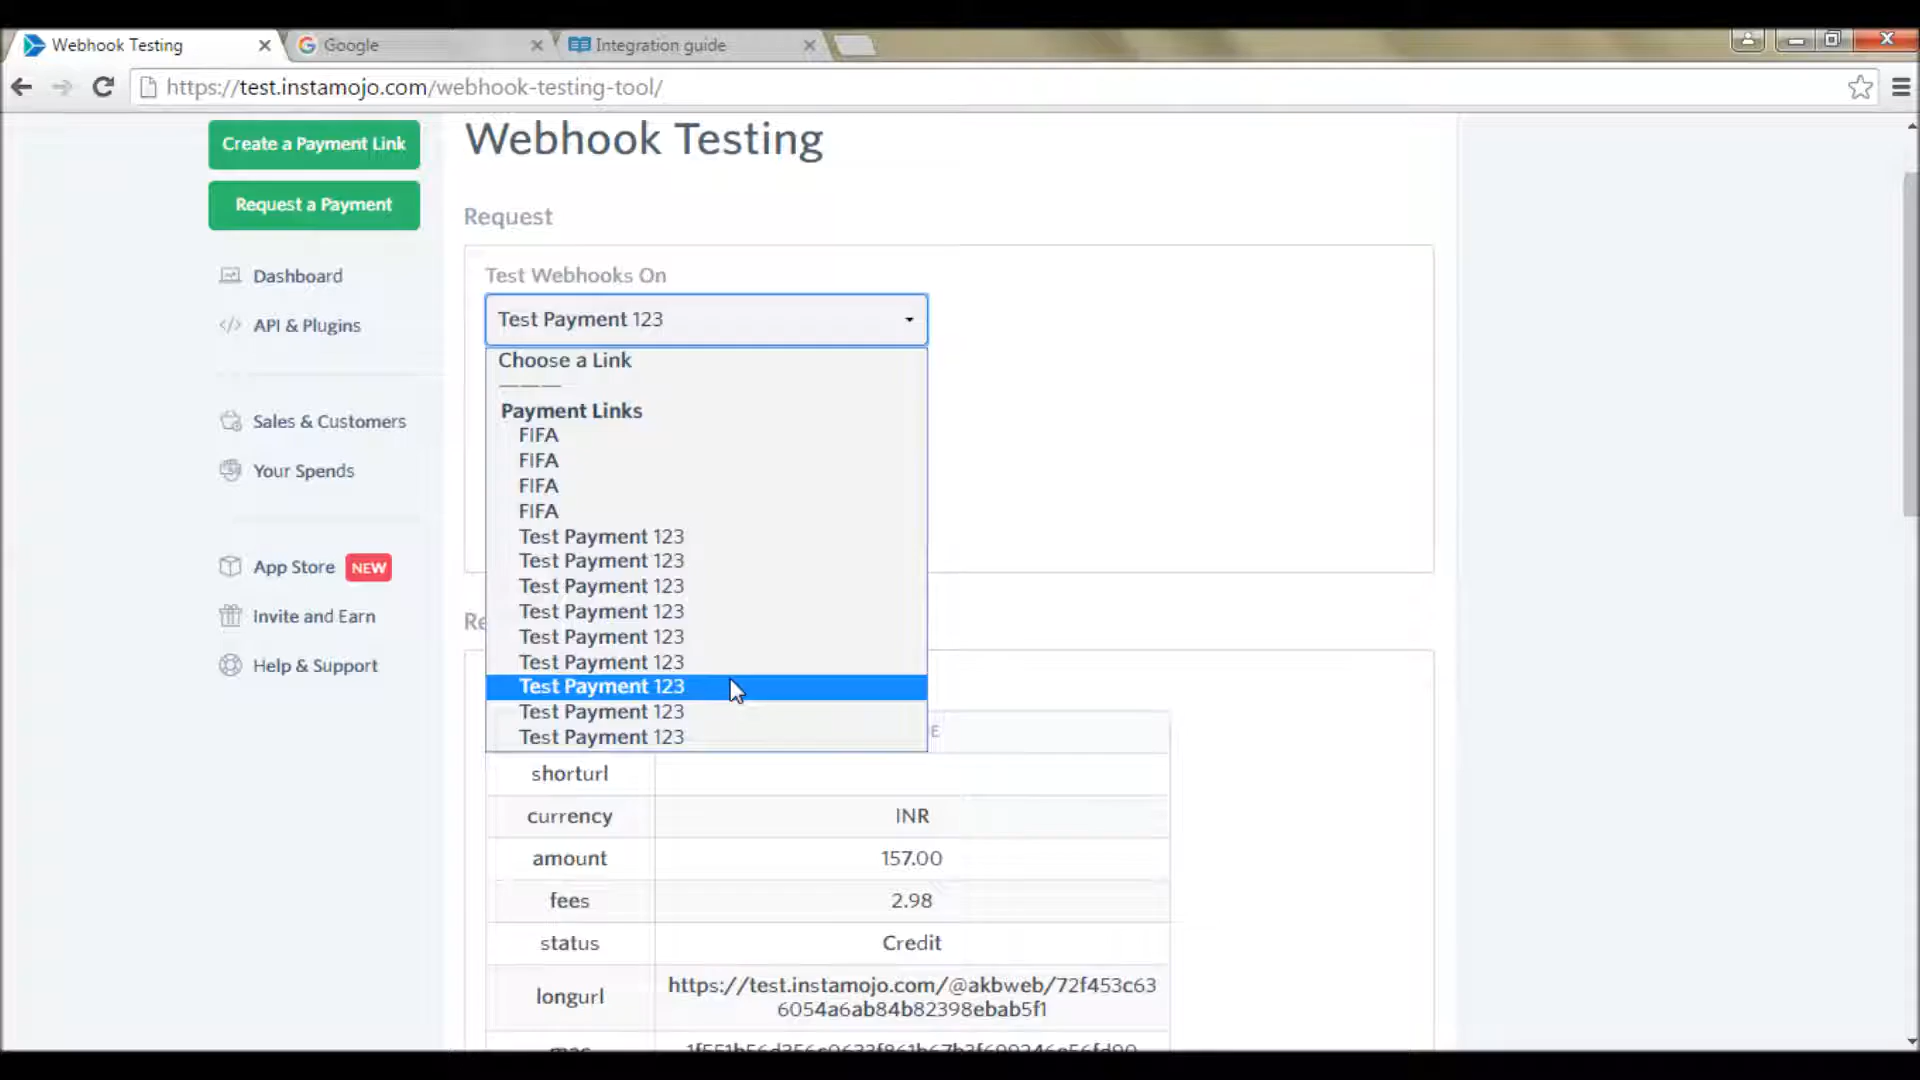 Webhook Testing
Google
Integration guide
https://test.instamojo.com/webhook-testing-tool/
Create a Payment Link
Request a Payment
Dashboard
API & Plugins
Sales & Customers
Your Spends
App Store NEW
Invite and Earn
Help & Support
Webhook Testing
Request
Test Webhooks On
Test Payment 123
Choose a Link
Payment Links
FIFA
FIFA
FIFA
FIFA
Test Payment 123
Test Payment 123
Test Payment 123
Test Payment 123
Test Payment 123
Test Payment 123
Test Payment 123
Test Payment 123
Test Payment 123
shorturl
currency INR
amount 157.00
fees 2.98
status Credit
longurl https://test.instamojo.com/@akbweb/72f453c63
6054a6ab84b82398ebab5f1